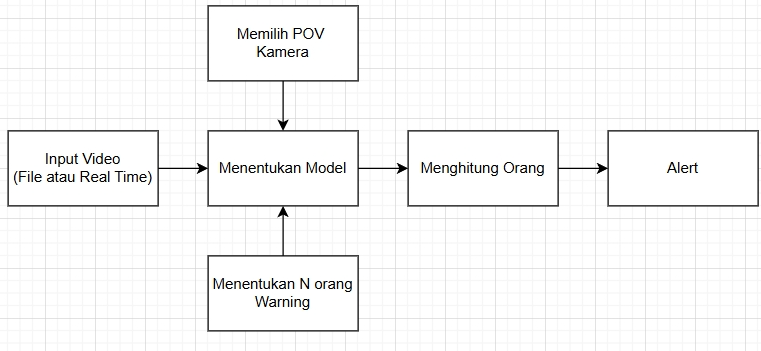 Memilih POV
Kamera
Input Video
(File atau Real Time)
Menentukan Model
Menghitung Orang
Alert
Menentukan N orang
Warning